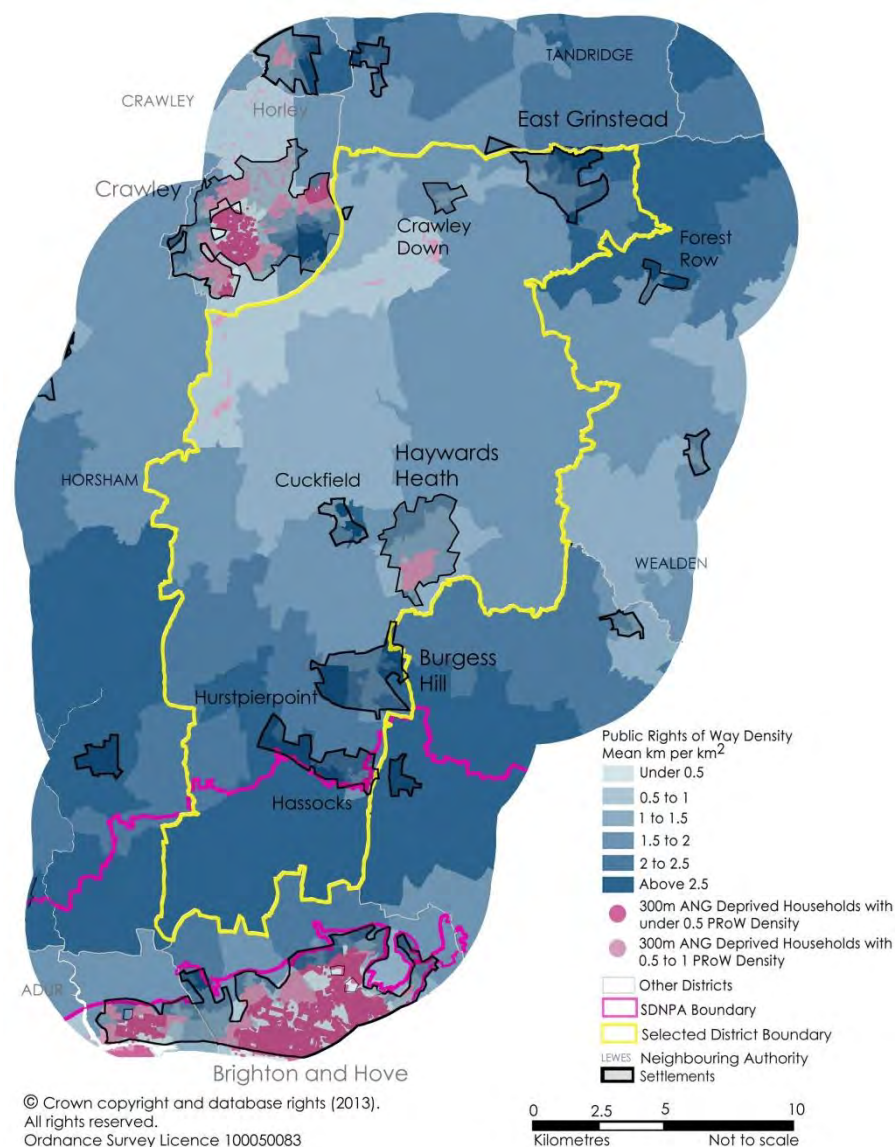 TANDRIDGE
CRAWLEY
Horley
East Grinstead
Crawley
Crawley
Down
Forest
Row
Haywards
Heath
Cuckfield
HORSHAM
WEALDEN
Burgess
Hill
Hurstpierpoint
Hassocks
ADUR
Brighton and Hove
Public Rights of Way Density
Mean km per km²
Under 0.5
0.5 to 1
1 to 1.5
1.5 to 2
2 to 2.5
Above 2.5
300m ANG Deprived Households with
under 0.5 PRoW Density
300m ANG Deprived Households with
0.5 to 1 PRoW Density
Other Districts
SDNPA Boundary
Selected District Boundary
LEWES Neighbouring Authority
Settlements
© Crown copyright and database rights (2013).
All rights reserved.
Ordnance Survey Licence 100050083
0 2.5 5 10
Kilometres Not to scale